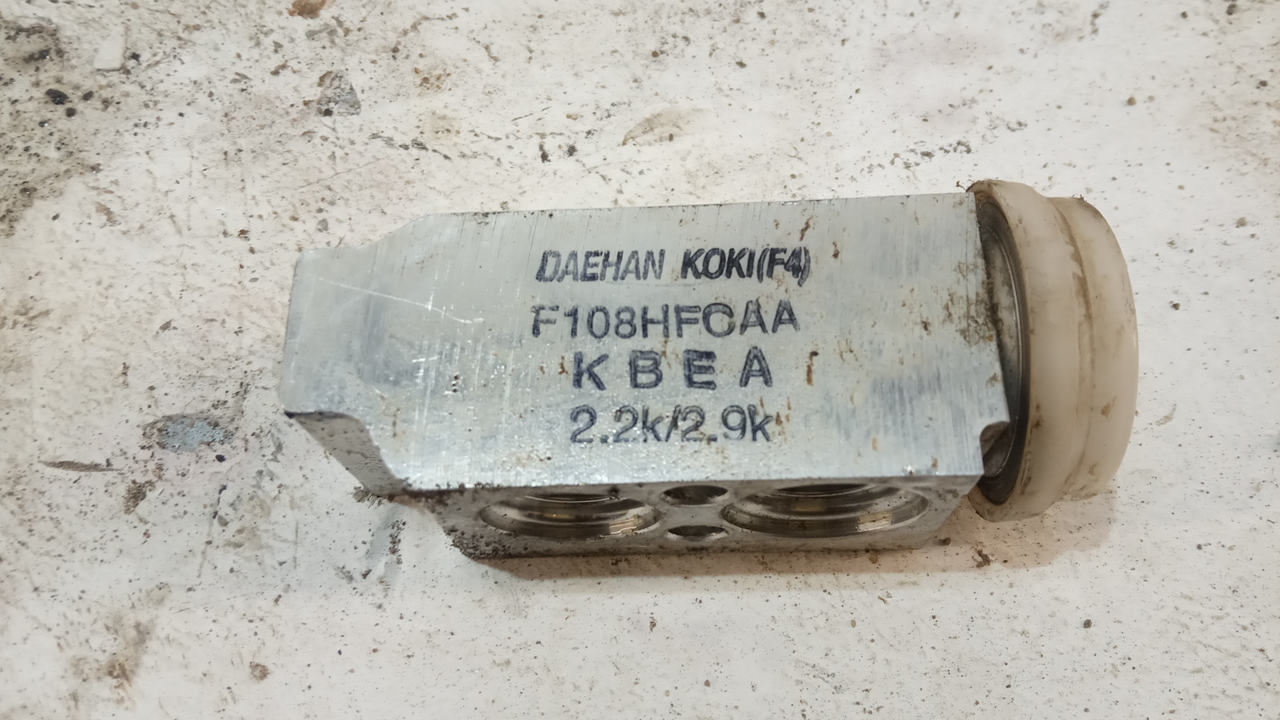 DAEHAN KOKI(F4)
F108HFCAA
K B E A
2.2k/2.9k